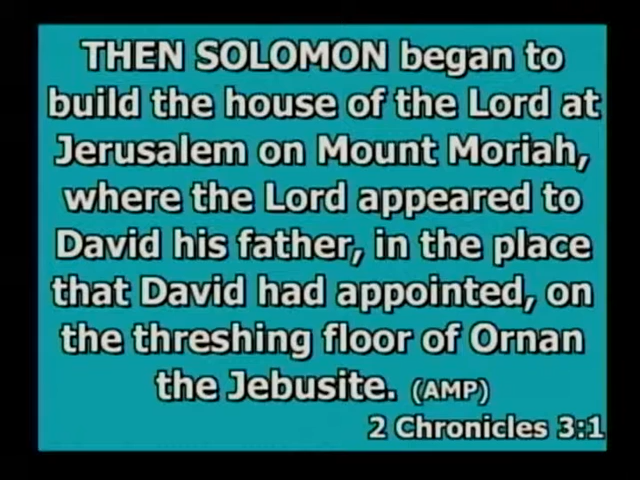 THEN SOLOMON began to
build the house of the Lord at
Jerusalem on Mount Moriah,
where the Lord appeared to
David his father, in the place
that David had appointed, on
the threshing floor of Ornan
the Jebusite. (AMP)
2 Chronicles 3:1